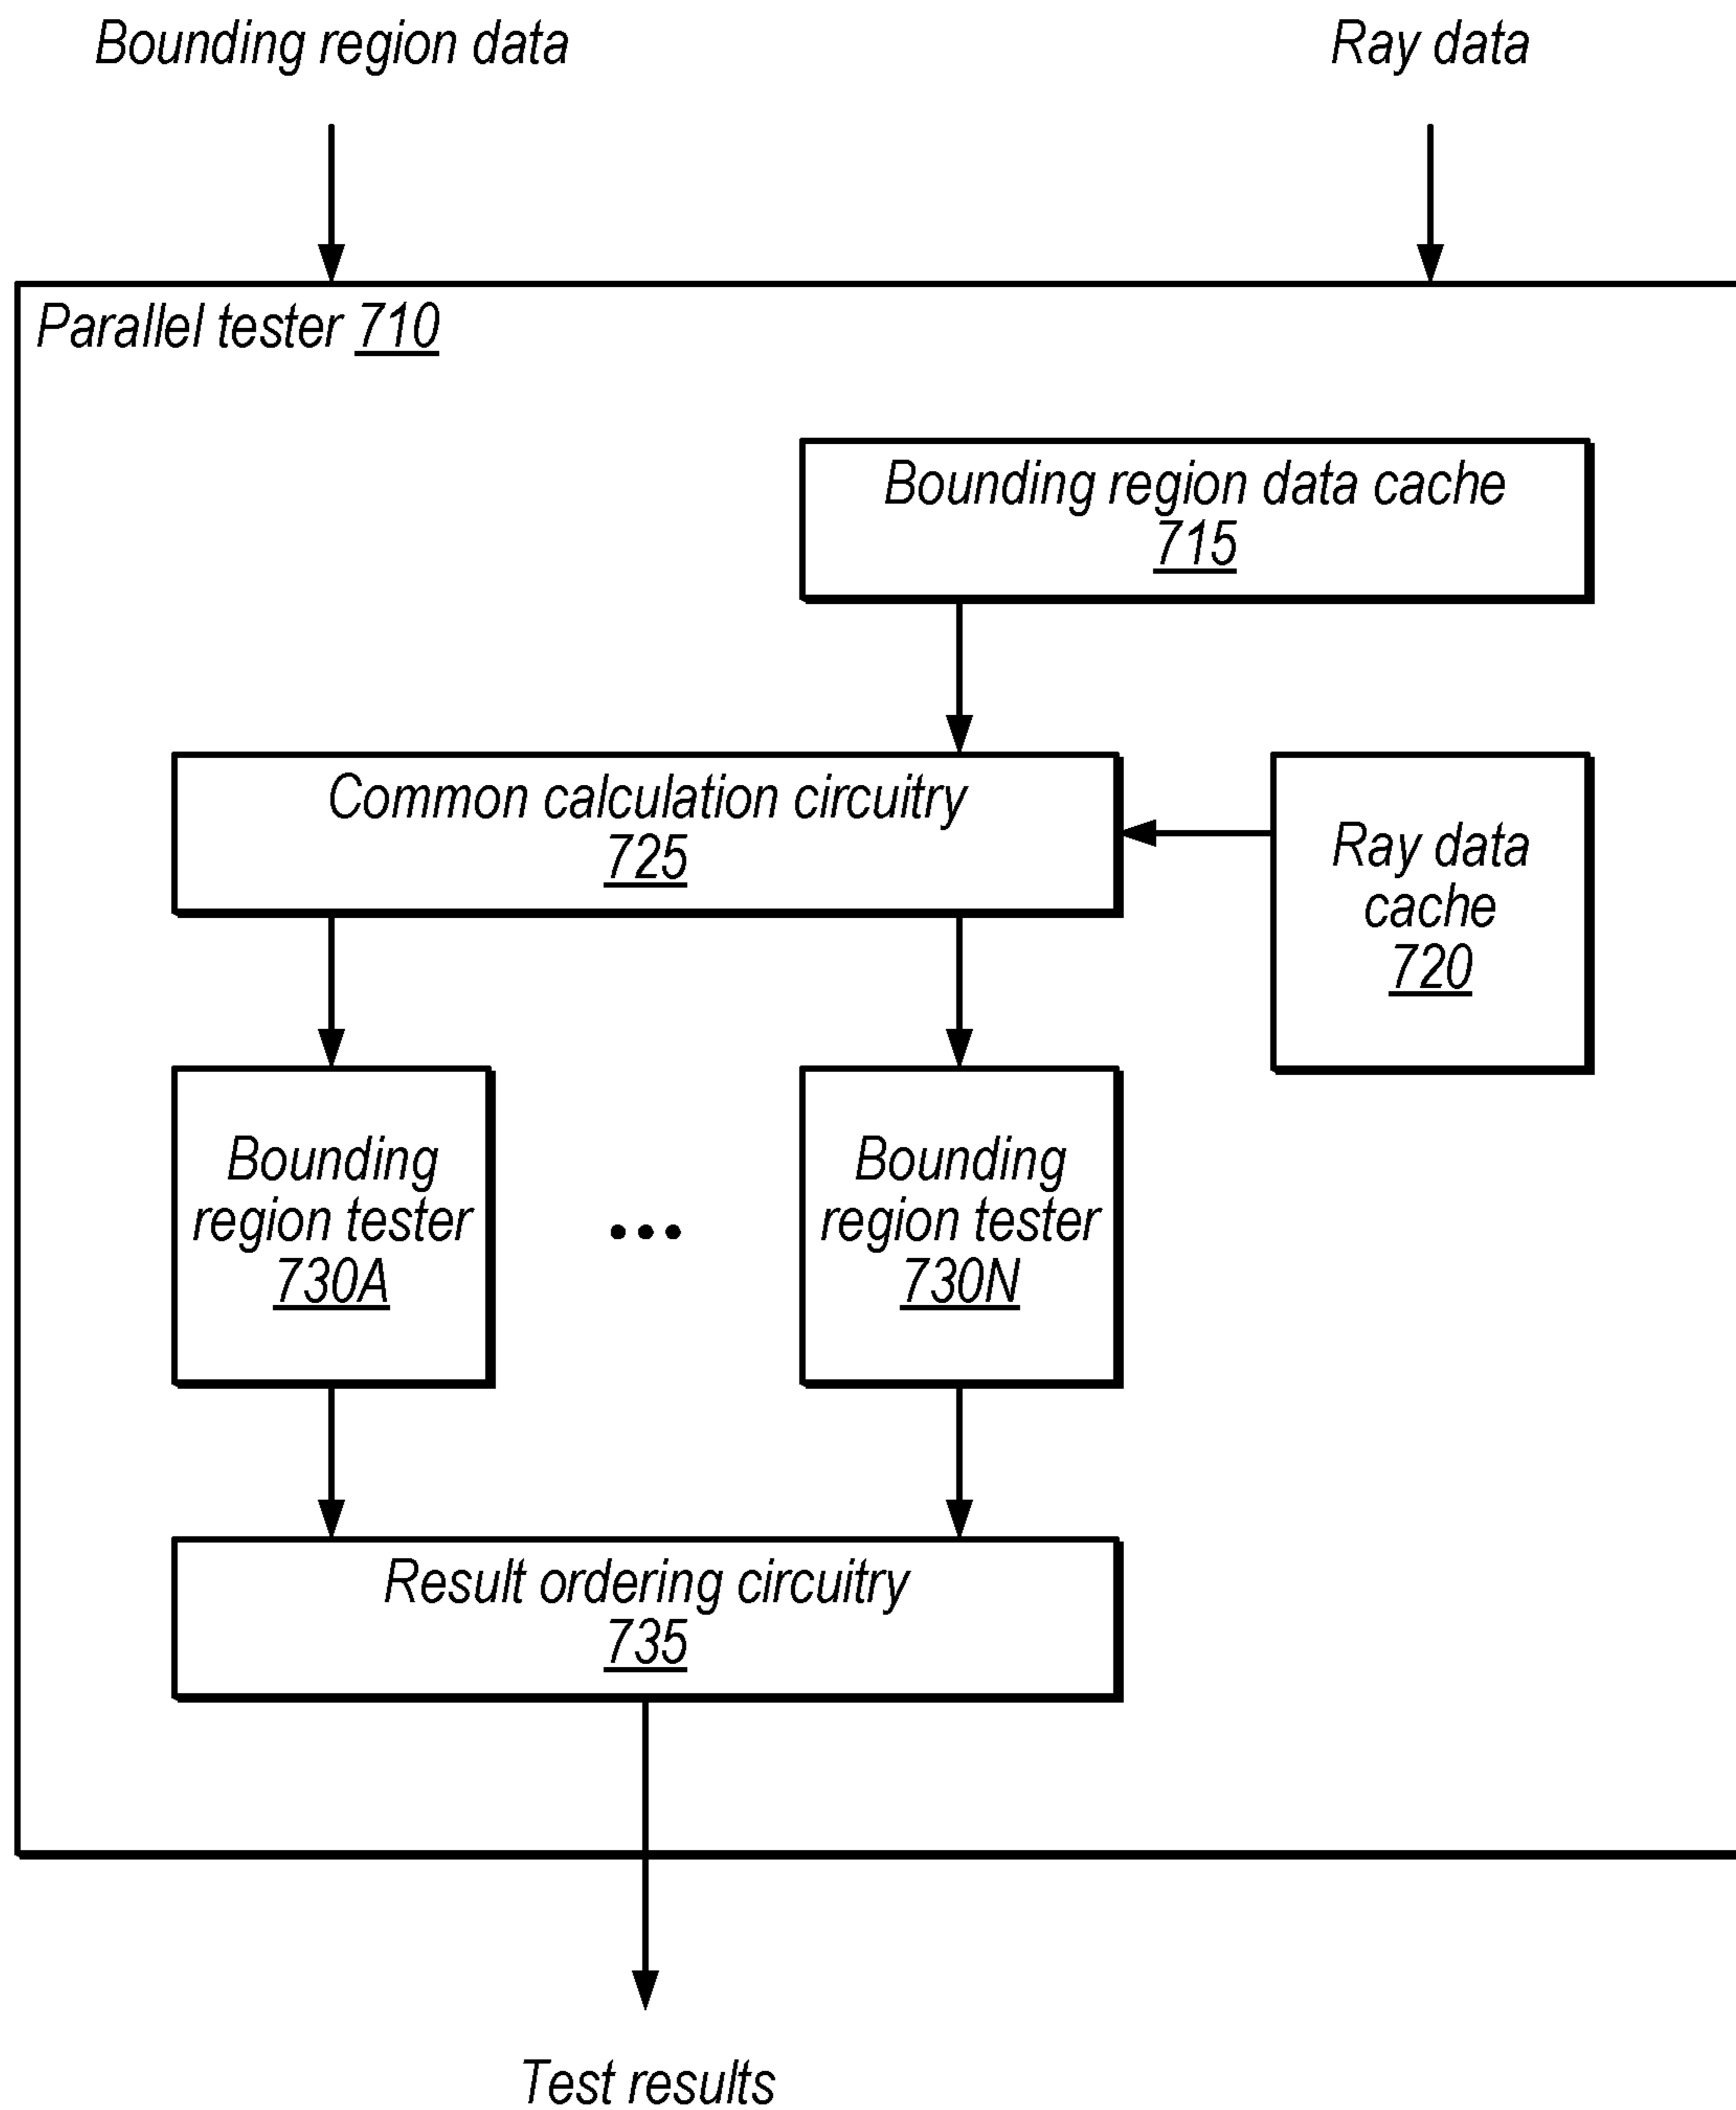 Bounding region data
Ray data
Parallel tester 710
Bounding region data cache
715
Common calculation circuitry
725
Ray data
cache
720
Bounding
region tester
730A
...
Bounding
region tester
730N
Result ordering circuitry
735
Test results